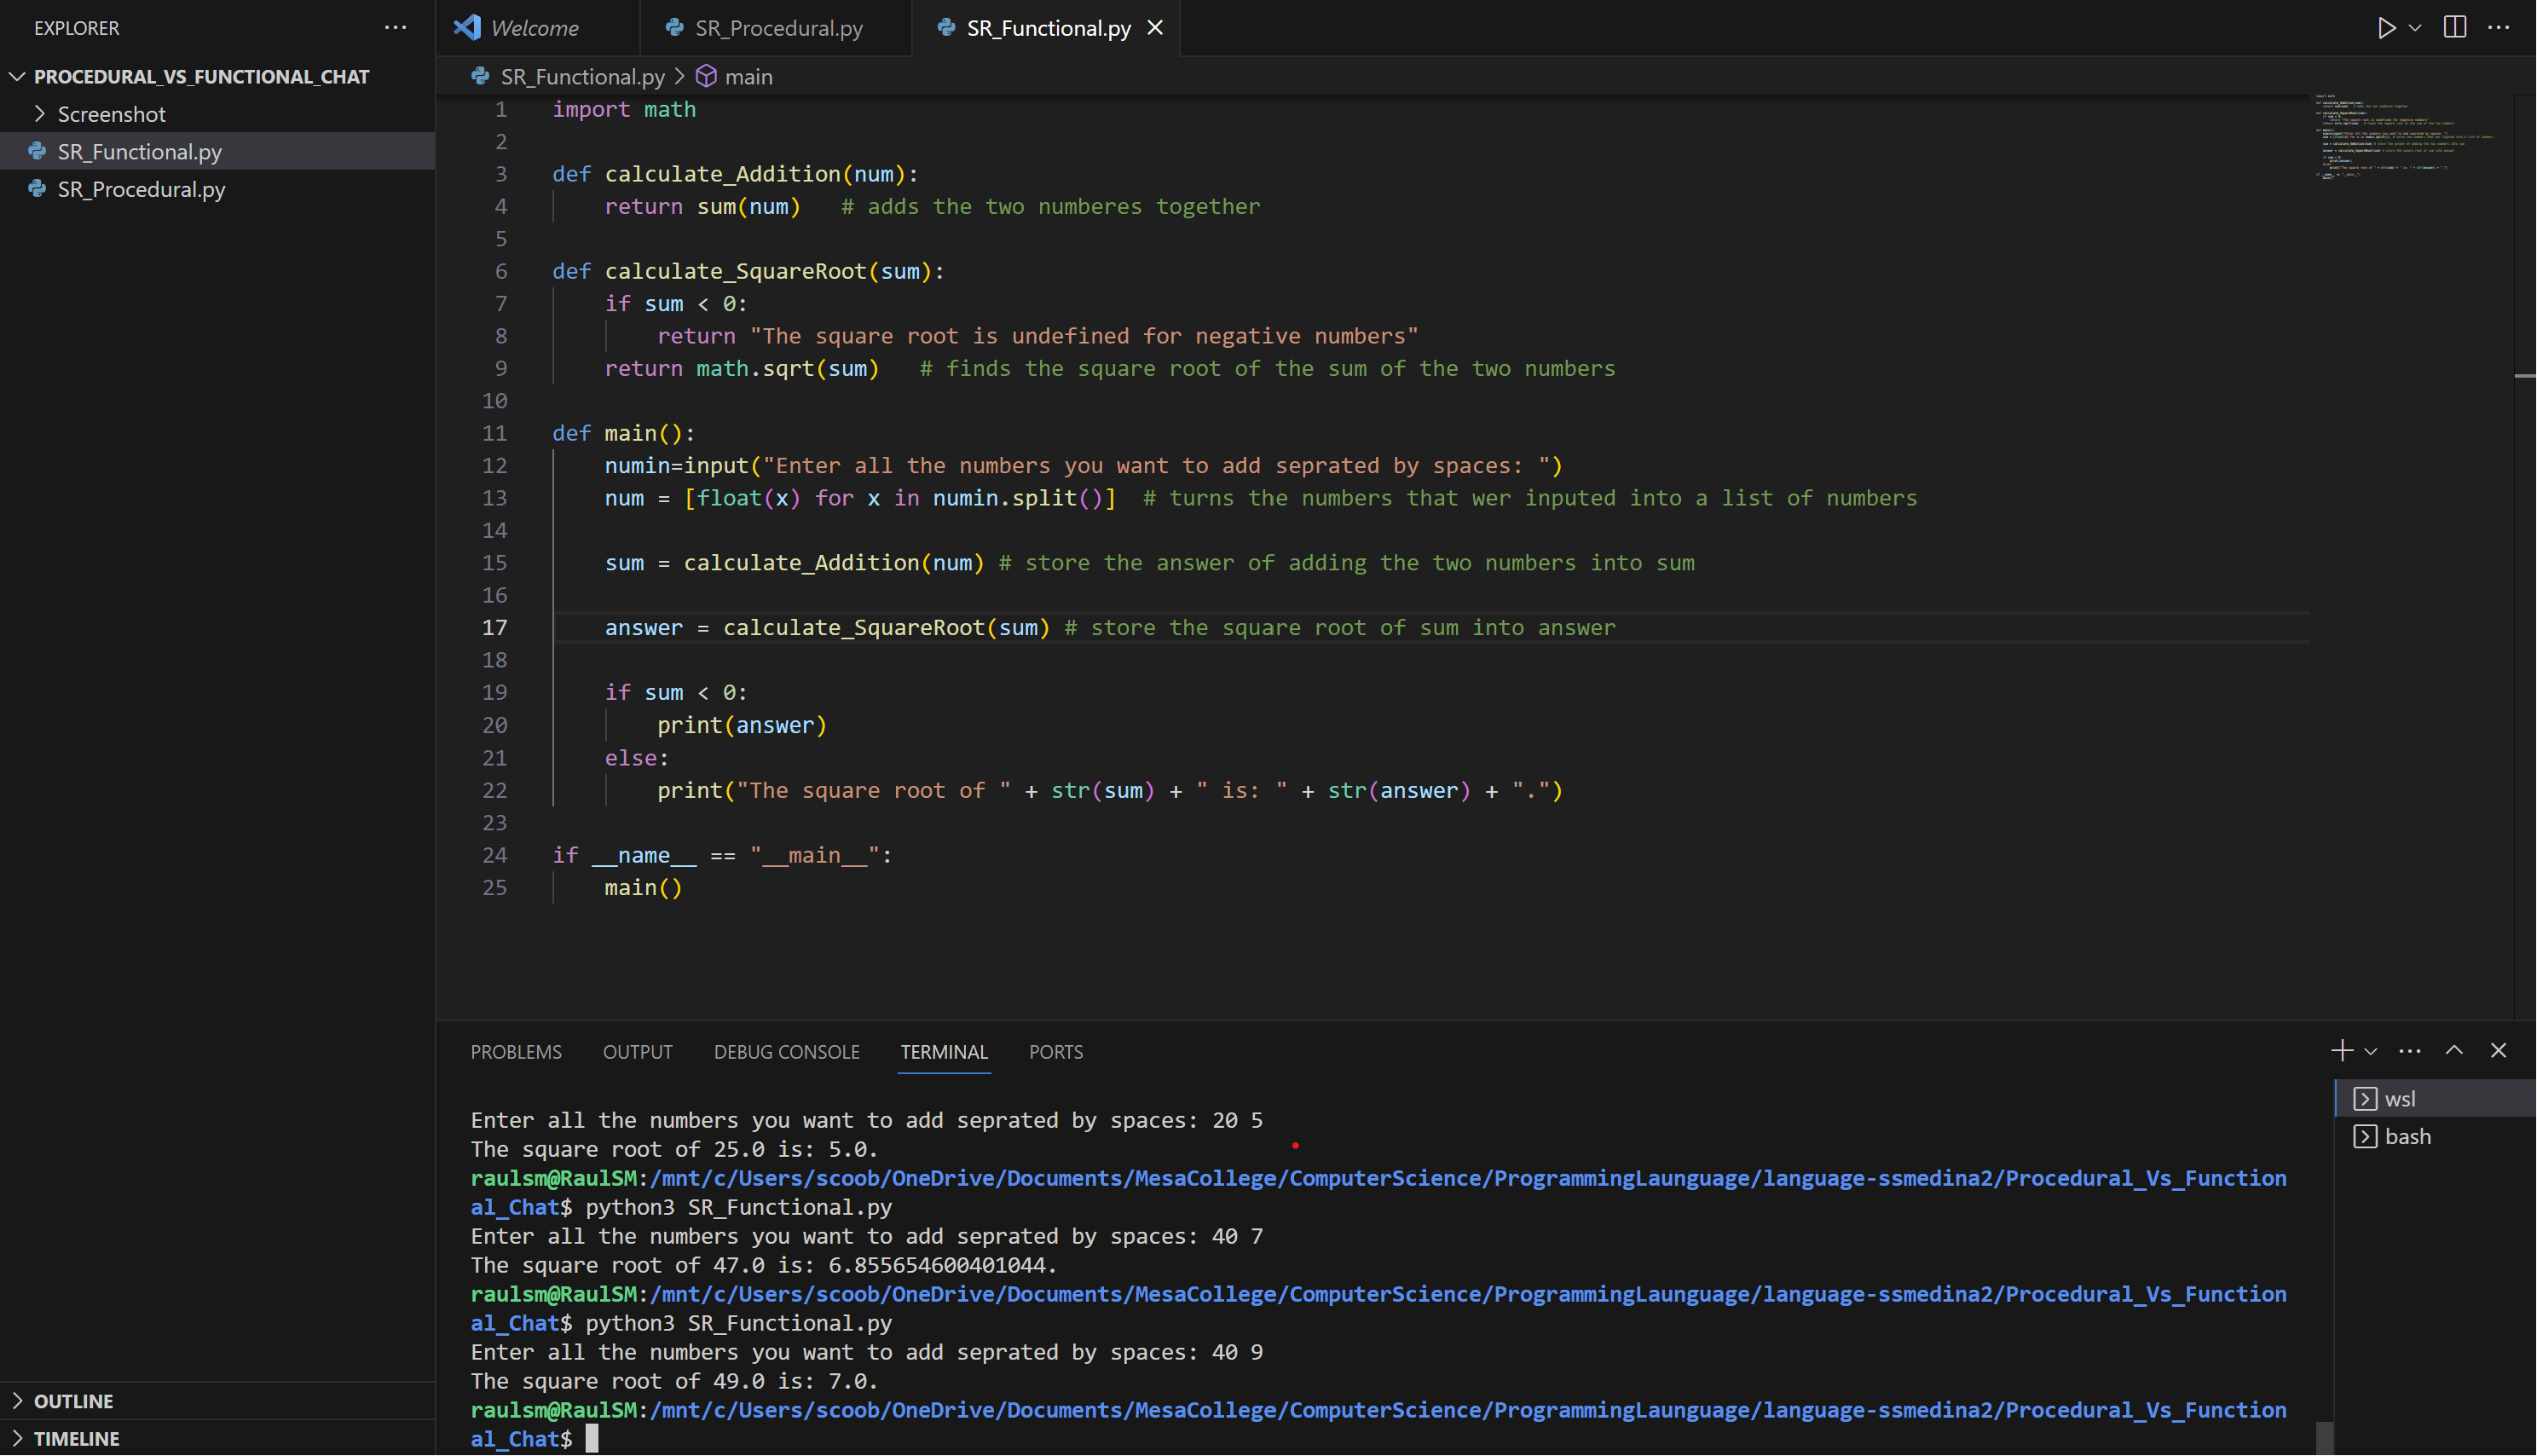 EXPLORER
Welcome
SR_Procedural.py
SR_Functional.py
PROCEDURAL_VS_FUNCTIONAL_CHAT
Screenshot
SR_Functional.py
SR_Procedural.py
SR_Functional.py > main
1 import math
2
3 def calculate_Addition(num):
4     return sum(num)   # adds the two numberes together
5
6 def calculate_SquareRoot(sum):
7     if sum < 0:
8         return "The square root is undefined for negative numbers"
9     return math.sqrt(sum)   # finds the square root of the sum of the two numbers
10
11 def main():
12     numin=input("Enter all the numbers you want to add seprated by spaces: ")
13     num = [float(x) for x in numin.split()]  # turns the numbers that wer inputed into a list of numbers
14
15     sum = calculate_Addition(num) # store the answer of adding the two numbers into sum
16
17     answer = calculate_SquareRoot(sum) # store the square root of sum into answer
18
19     if sum < 0:
20         print(answer)
21     else:
22         print("The square root of " + str(sum) + " is: " + str(answer) + ".")
23
24 if __name__ == "__main__":
25     main()
PROBLEMS OUTPUT DEBUG CONSOLE TERMINAL PORTS
wsl
bash
Enter all the numbers you want to add seprated by spaces: 20 5
The square root of 25.0 is: 5.0.
raulsm@RaulSM:/mnt/c/Users/scoob/OneDrive/Documents/MesaCollege/ComputerScience/ProgrammingLaunguage/language-ssmedina2/Procedural_Vs_Function
al_Chat$ python3 SR_Functional.py
Enter all the numbers you want to add seprated by spaces: 40 7
The square root of 47.0 is: 6.855654600401044.
raulsm@RaulSM:/mnt/c/Users/scoob/OneDrive/Documents/MesaCollege/ComputerScience/ProgrammingLaunguage/language-ssmedina2/Procedural_Vs_Function
al_Chat$ python3 SR_Functional.py
Enter all the numbers you want to add seprated by spaces: 40 9
The square root of 49.0 is: 7.0.
raulsm@RaulSM:/mnt/c/Users/scoob/OneDrive/Documents/MesaCollege/ComputerScience/ProgrammingLaunguage/language-ssmedina2/Procedural_Vs_Function
al_Chat$
OUTLINE
TIMELINE